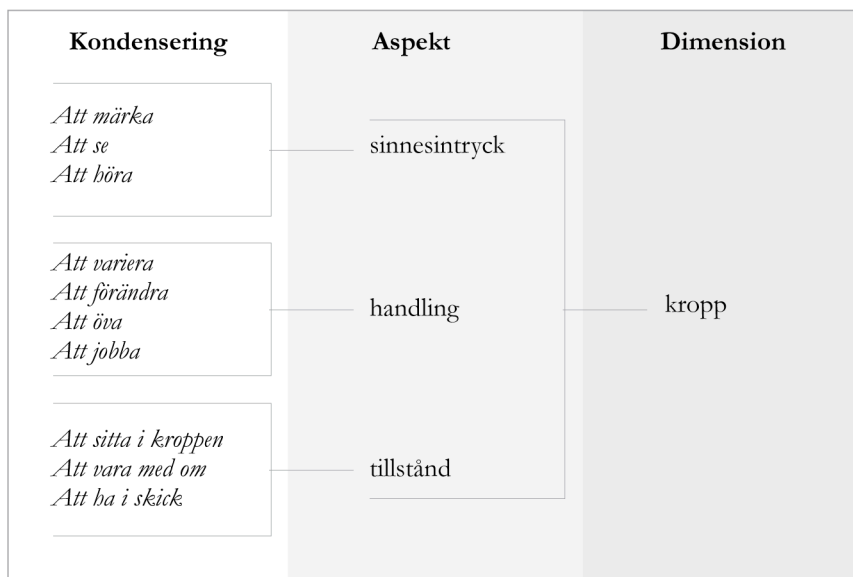 Kondensering
Aspekt
Dimension
Att märka
Att se
Att höra
sinnesintryck
Att variera
Att förändra
Att öva
Att jobba
handling
kropp
Att sitta i kroppen
Att vara med om
Att ha i skick
tillstånd